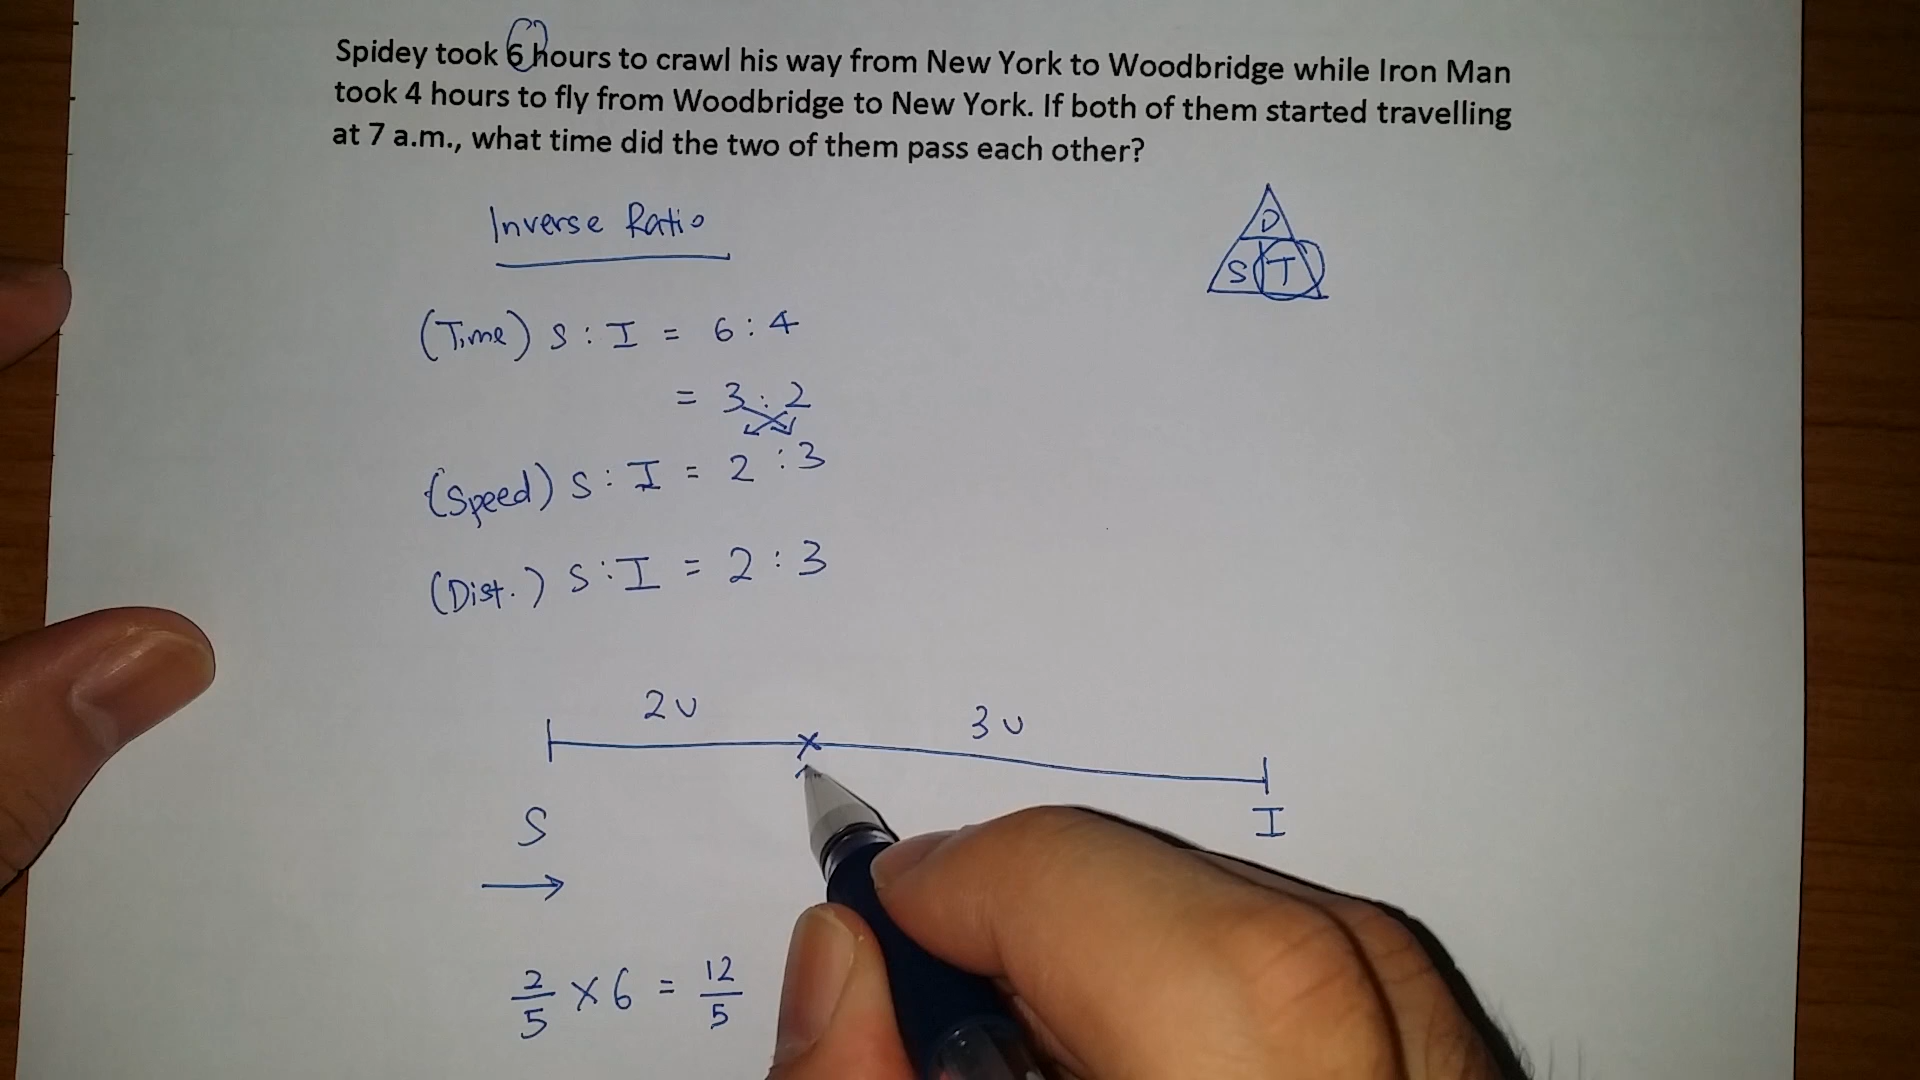 Spidey took 6 hours to crawl his way from New York to Woodbridge while Iron Man
took 4 hours to fly from Woodbridge to New York. If both of them started travelling
at 7 a.m., what time did the two of them pass each other?
Inverse Ratio
D
S T
(Time) S : I = 6 : 4
= 3 : 2
(Speed) S : I = 2 : 3
(Dist.) S : I = 2 : 3
2u 3u
S I
2/5 × 6 = 12/5